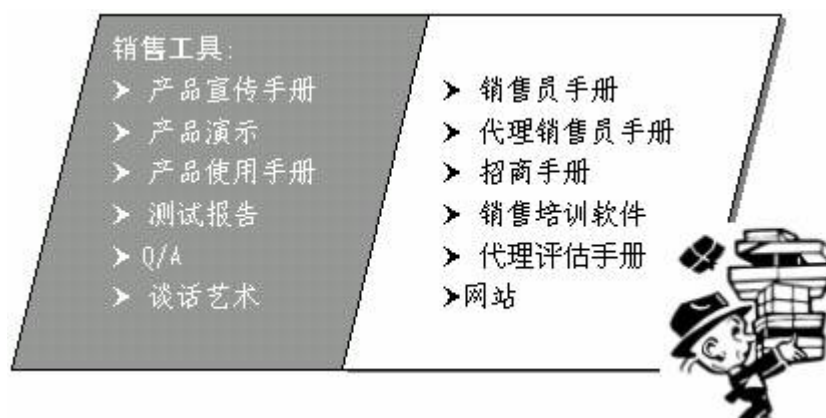 销售工具:
➤ 产品宣传手册
➤ 产品演示
➤ 产品使用手册
➤ 测试报告
➤ Q/A
➤ 谈话艺术
➤ 销售员手册
➤ 代理销售员手册
➤ 招商手册
➤ 销售培训软件
➤ 代理评估手册
➤网站